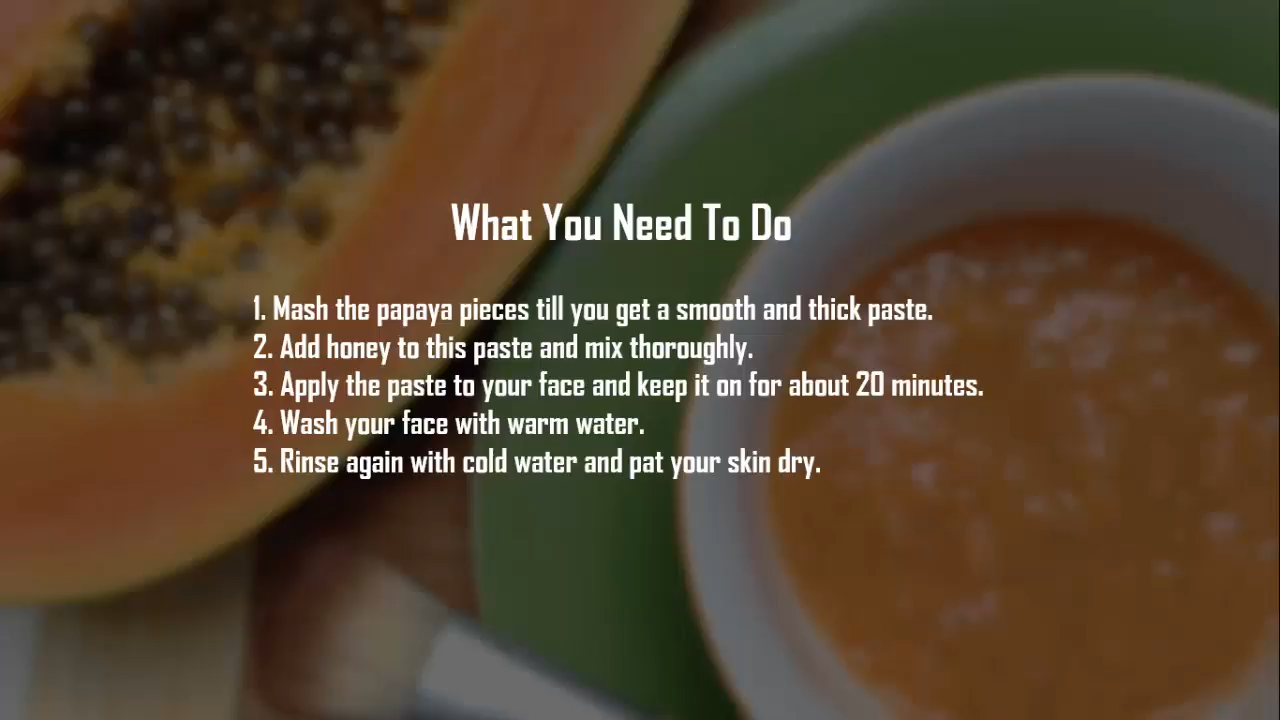 What You Need To Do
1. Mash the papaya pieces till you get a smooth and thick paste.
2. Add honey to this paste and mix thoroughly.
3. Apply the paste to your face and keep it on for about 20 minutes.
4. Wash your face with warm water.
5. Rinse again with cold water and pat your skin dry.